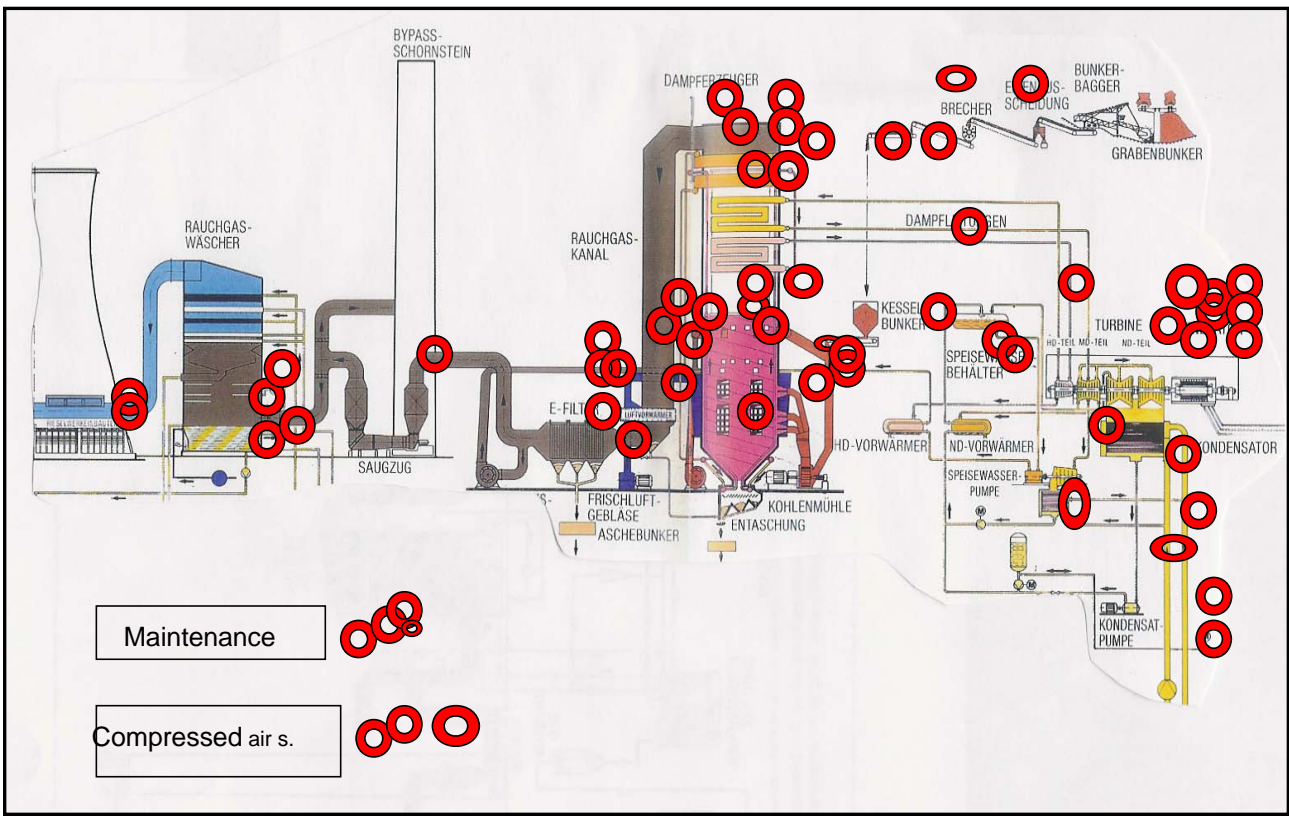 BYPASS-
SCHORNSTEIN
DAMPFERZEUGER
BRECHER
SCHEIDUNG
BUNKER-
BAGGER
GRABENBUNKER
RAUCHGAS-
WÄSCHER
RAUCHGAS-
KANAL
KESSEL
BUNKER
TURBINE
HD-TEIL MD-TEIL ND-TEIL
SPEISEWASSER
BEHÄLTER
E-FILTER
LUFTVORWÄRMER
SAUGZUG
HD-VORWÄRMER
ND-VORWÄRMER
KONDENSATOR
SPEISEWASSER-
PUMPE
M
FRISCHLUFT-
GEBLÄSE
ASCHEBUNKER
KOHLENMÜHLE
ENTASCHUNG
M
KONDENSAT-
PUMPE
Maintenance
Compressed air s.